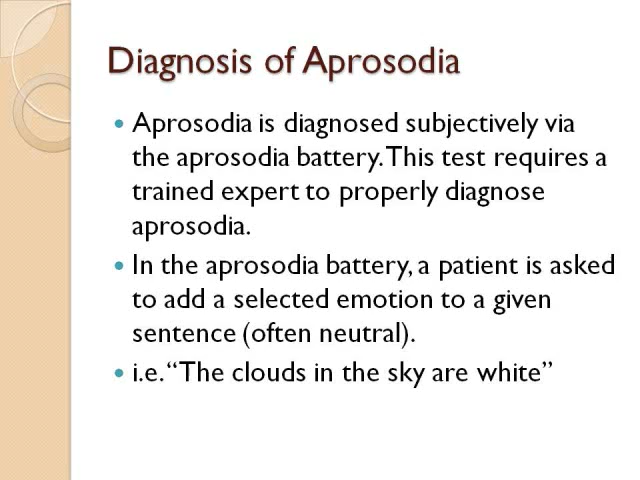 Diagnosis of Aprosodia
Aprosodia is diagnosed subjectively via
the aprosodia battery. This test requires a
trained expert to properly diagnose
aprosodia.
In the aprosodia battery, a patient is asked
to add a selected emotion to a given
sentence (often neutral).
i.e. “The clouds in the sky are white”